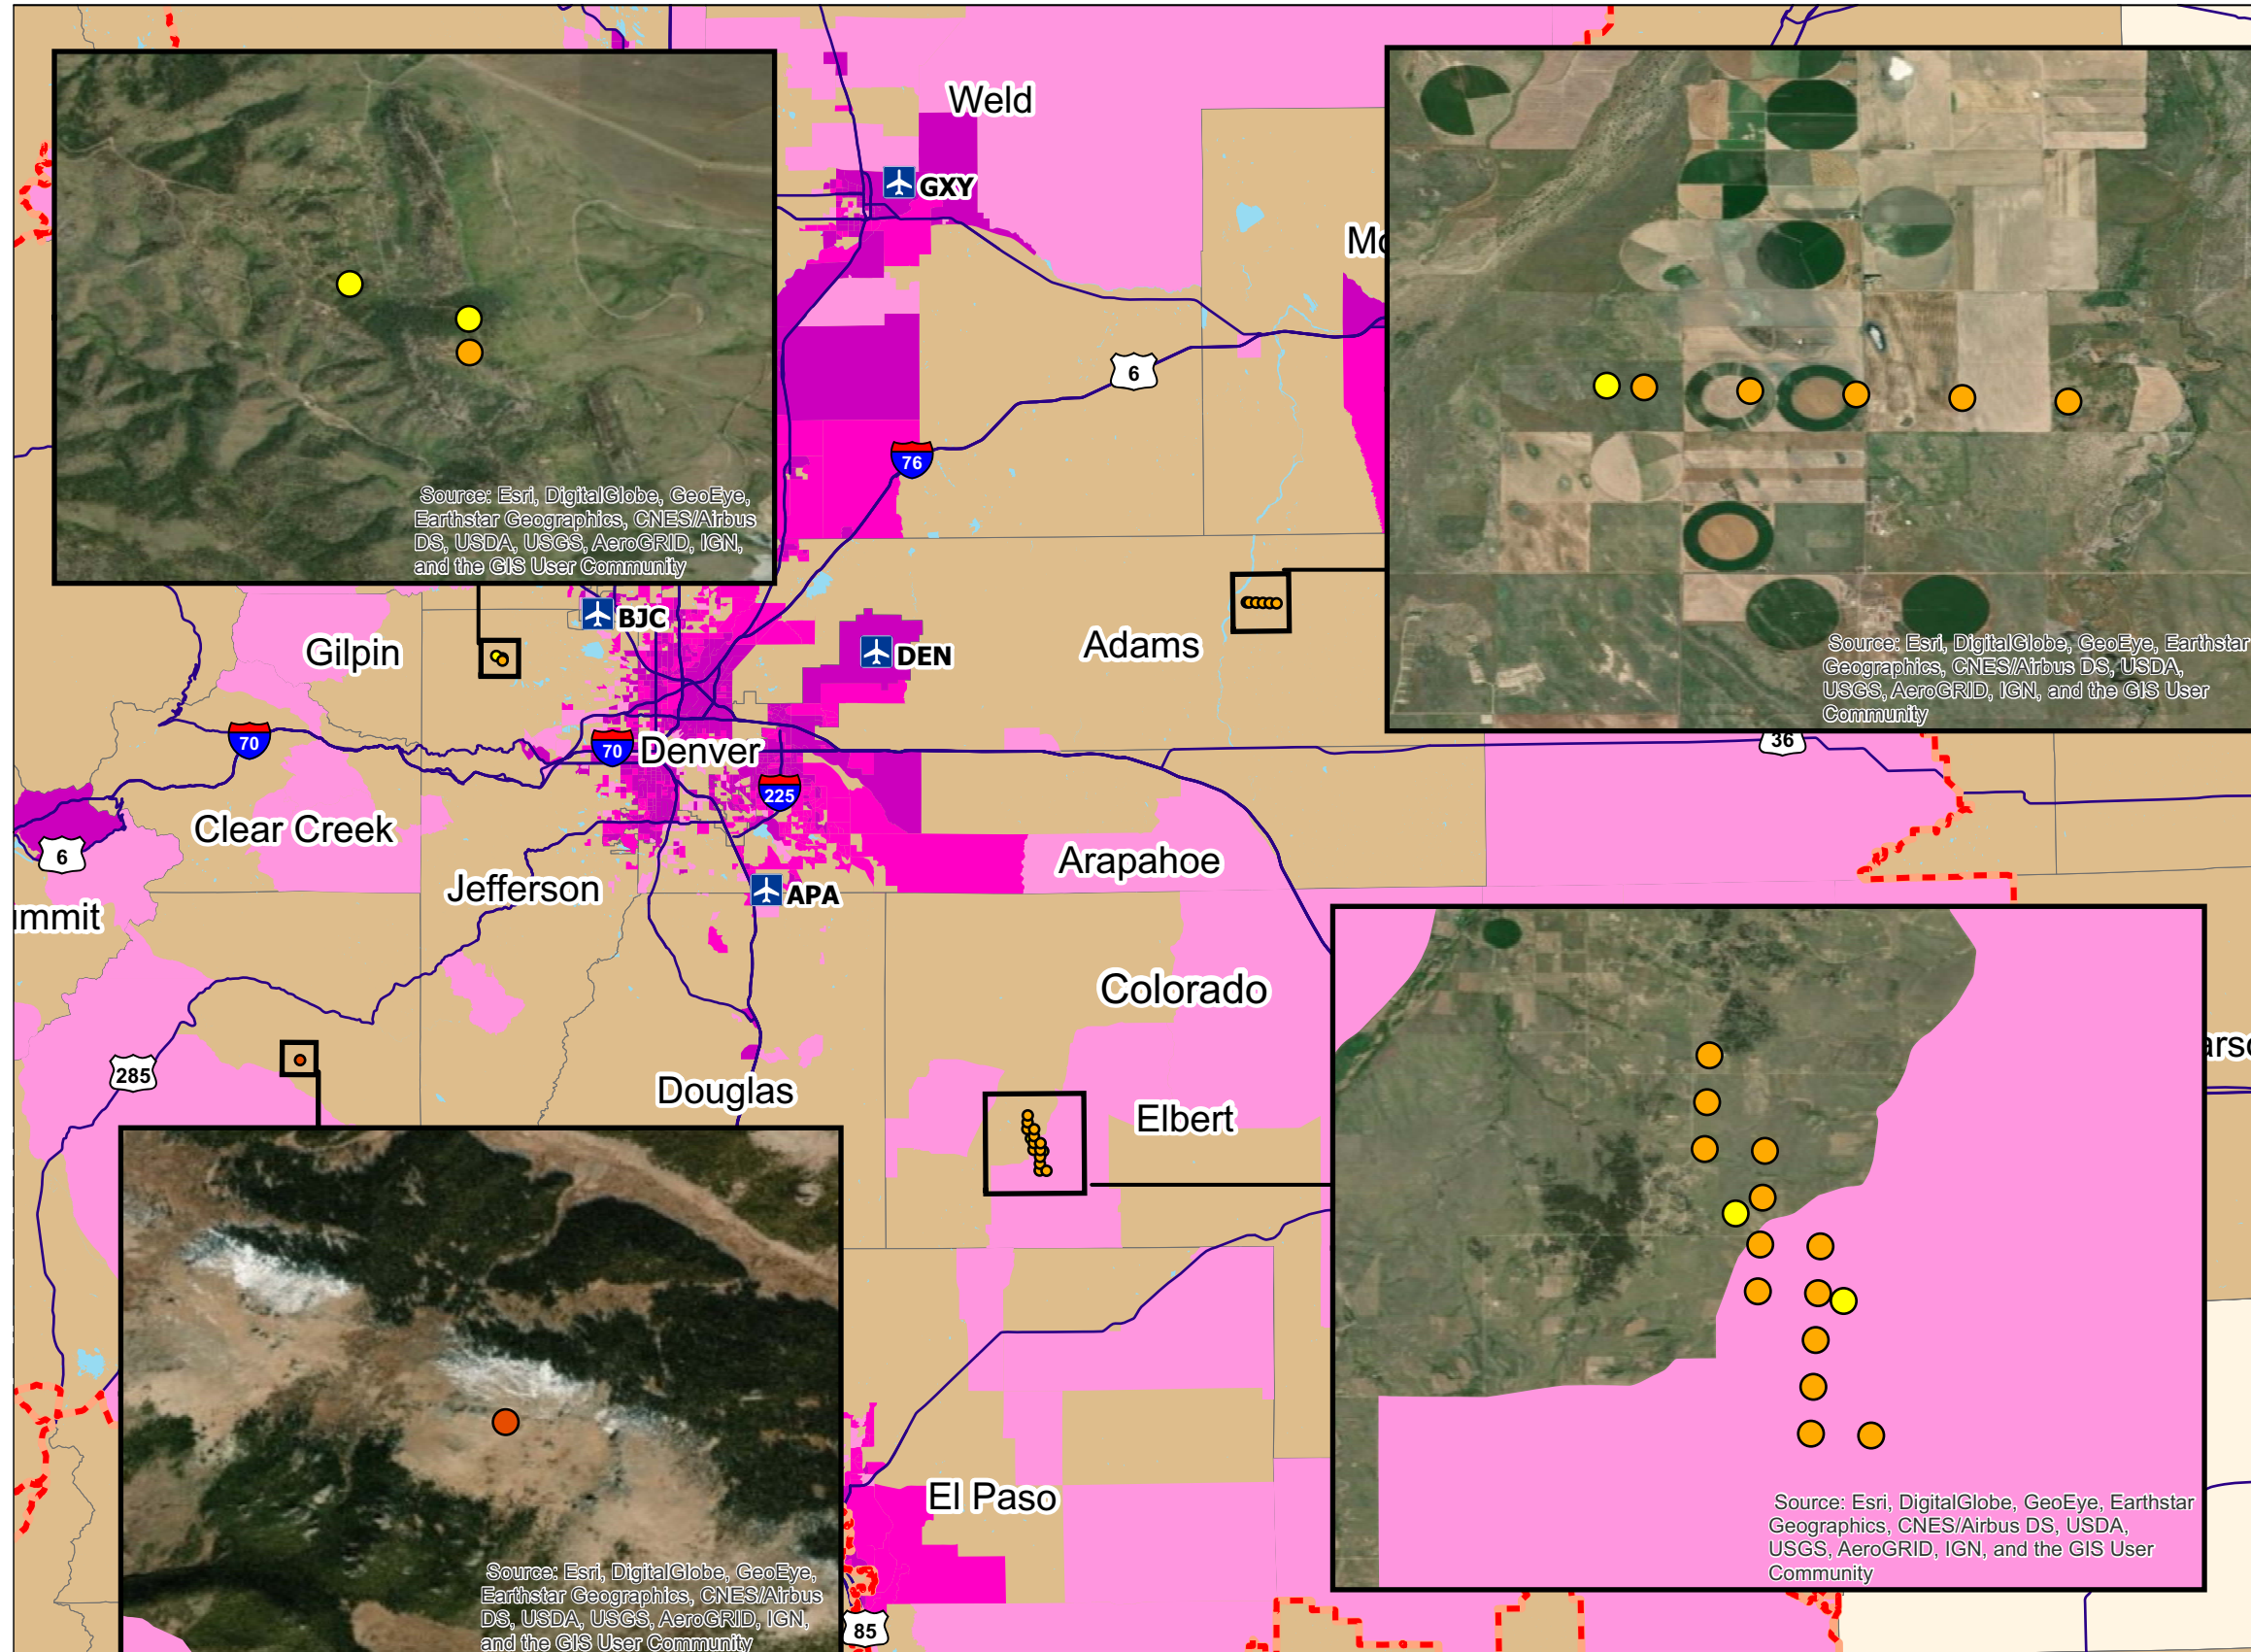 Weld
GXY
Mo
6
76
Source: Esri, DigitalGlobe, GeoEye,
Earthstar Geographics, CNES/Airbus
DS, USDA, USGS, AeroGRID, IGN,
and the GIS User Community
BJC
Gilpin
DEN
Adams
Source: Esri, DigitalGlobe, GeoEye, Earthstar
Geographics, CNES/Airbus DS, USDA,
USGS, AeroGRID, IGN, and the GIS User
Community
70
70
Denver
36
225
Clear Creek
6
Arapahoe
Jefferson
APA
ummit
Colorado
285
arso
Douglas
Elbert
El Paso
Source: Esri, DigitalGlobe, GeoEye, Earthstar
Geographics, CNES/Airbus DS, USDA,
USGS, AeroGRID, IGN, and the GIS User
Community
Source: Esri, DigitalGlobe, GeoEye,
Earthstar Geographics, CNES/Airbus
DS, USDA, USGS, AeroGRID, IGN,
and the GIS User Community
85